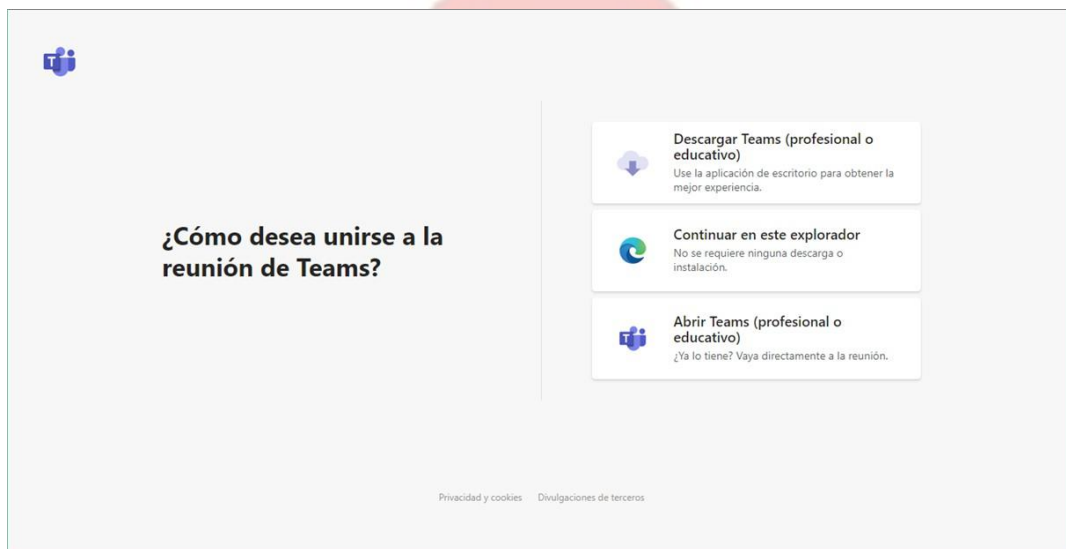 ¿Cómo desea unirse a la
reunión de Teams?
Descargar Teams (profesional o
educativo)
Use la aplicación de escritorio para obtener la
mejor experiencia.
Continuar en este explorador
No se requiere ninguna descarga o
instalación.
Abrir Teams (profesional o
educativo)
¿Ya lo tiene? Vaya directamente a la reunión.
Privacidad y cookies
Divulgaciones de terceros